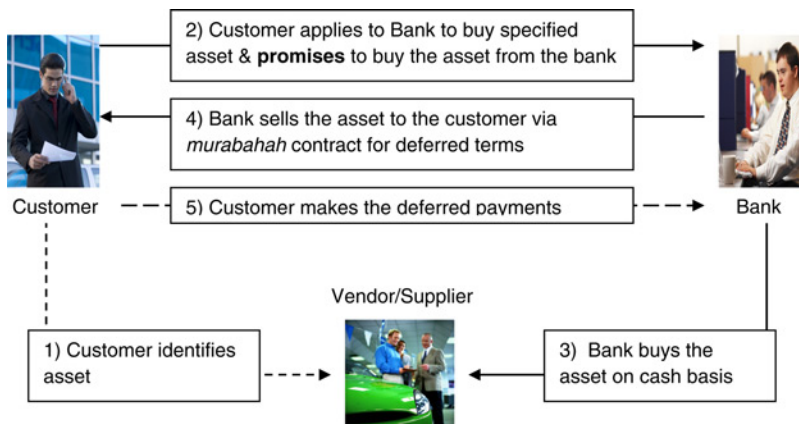 2) Customer applies to Bank to buy specified
asset & promises to buy the asset from the bank
4) Bank sells the asset to the customer via
murabahah contract for deferred terms
Customer
5) Customer makes the deferred payments
Bank
Vendor/Supplier
1) Customer identifies
asset
3) Bank buys the
asset on cash basis